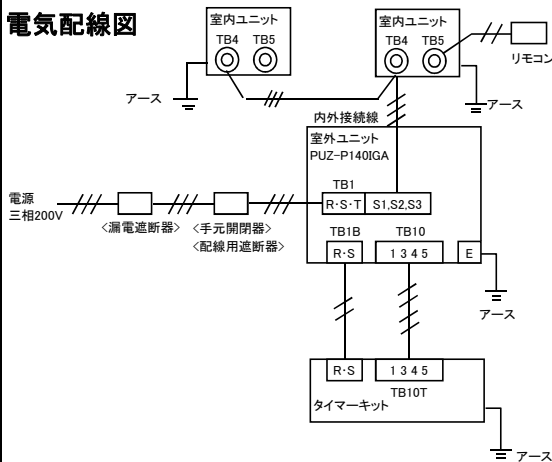 電気配線図
室内ユニット
TB4 TB5
室内ユニット
TB4 TB5
リモコン
アース
アース
内外接続線
室外ユニット
PUZ-P140IGA
TB1
R・S・T S1,S2,S3
電源
三相200V
<漏電遮断器>
<手元開閉器>
<配線用遮断器>
TB1B TB10
R・S 1 3 4 5 E
アース
R・S 1 3 4 5
TB10T
タイマーキット
アース